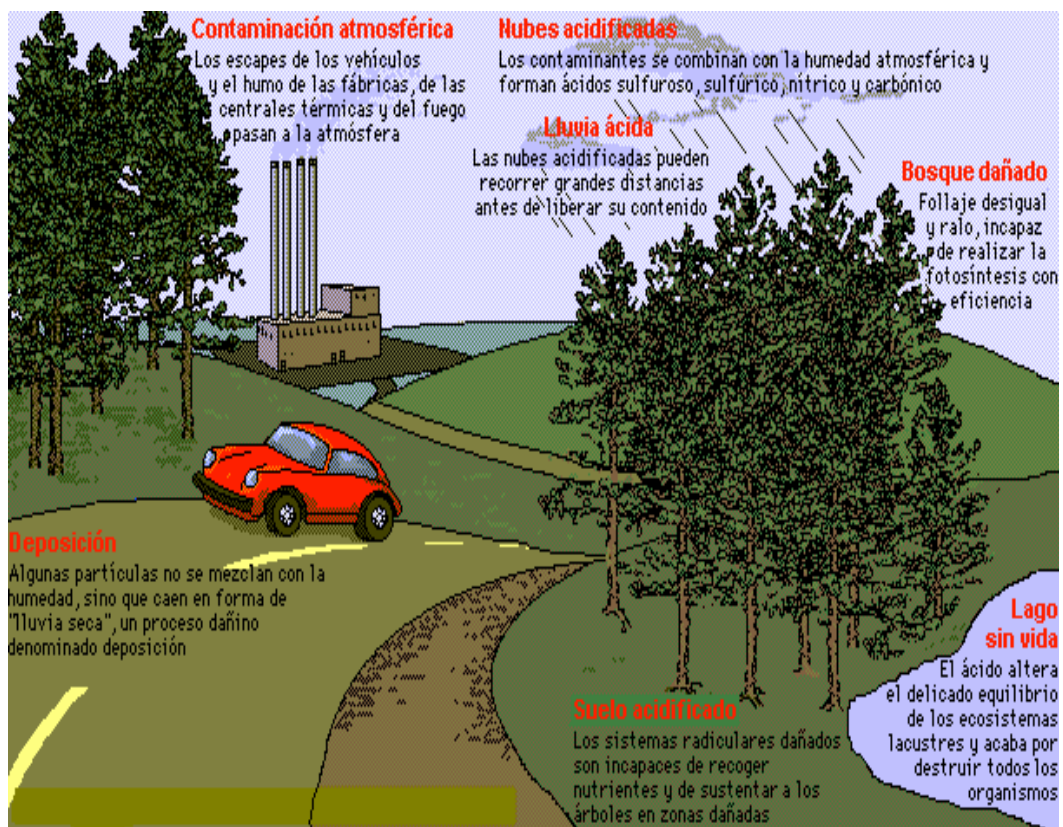 Contaminación atmosférica
Los escapes de los vehículos
y el humo de las fábricas, de las
centrales térmicas y del fuego
pasan a la atmósfera
Nubes acidificadas
Los contaminantes se combinan con la humedad atmosférica y
forman ácidos sulfuroso, sulfúrico, nítrico y carbónico
Lluvia ácida
Las nubes acidificadas pueden
recorrer grandes distancias
antes de liberar su contenido
Bosque dañado
Follaje desigual
y ralo, incapaz
de realizar la
fotosíntesis con
eficiencia
Deposición
Algunas partículas no se mezclan con la
humedad, sino que caen en forma de
"lluvia seca", un proceso dañino
denominado deposición
Suelo acidificado
Los sistemas radiculares dañados
son incapaces de recoger
nutrientes y de sustentar a los
árboles en zonas dañadas
Lago
sin vida
El ácido altera
el delicado equilibrio
de los ecosistemas
lacustres y acaba por
destruir todos los
organismos